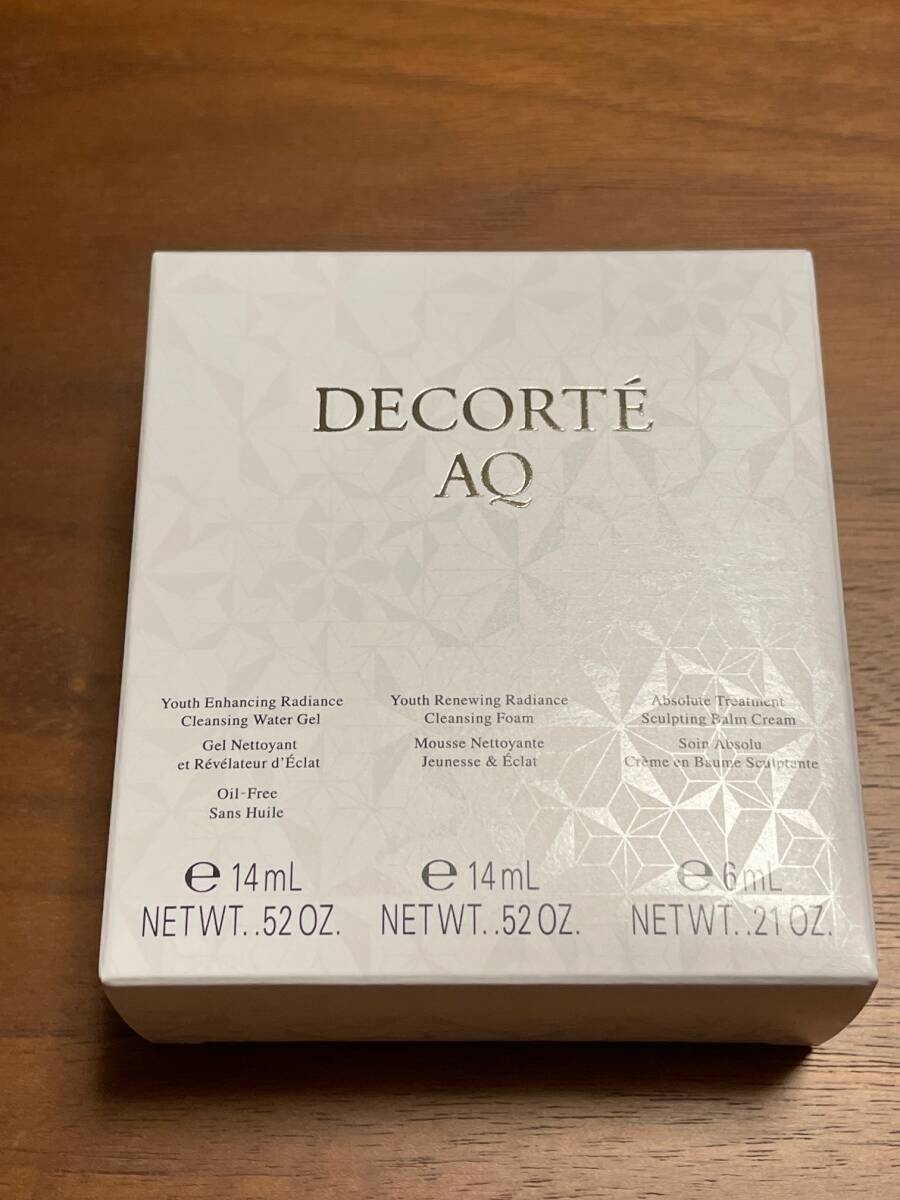 DECORTÉ
AQ
Youth Enhancing Radiance
Cleansing Water Gel
Gel Nettoyant
et Révélateur d'Éclat
Oil-Free
Sans Huile
e 14mL
NET WT. .52 OZ.
Youth Renewing Radiance
Cleansing Foam
Mousse Nettoyante
Jeunesse & Éclat
e 14mL
NET WT. .52 OZ.
Absolute Treatment
Sculpting Balm Cream
Soin Absolu
Crème en Baume Sculptante
e 6mL
NET WT. .21 OZ.